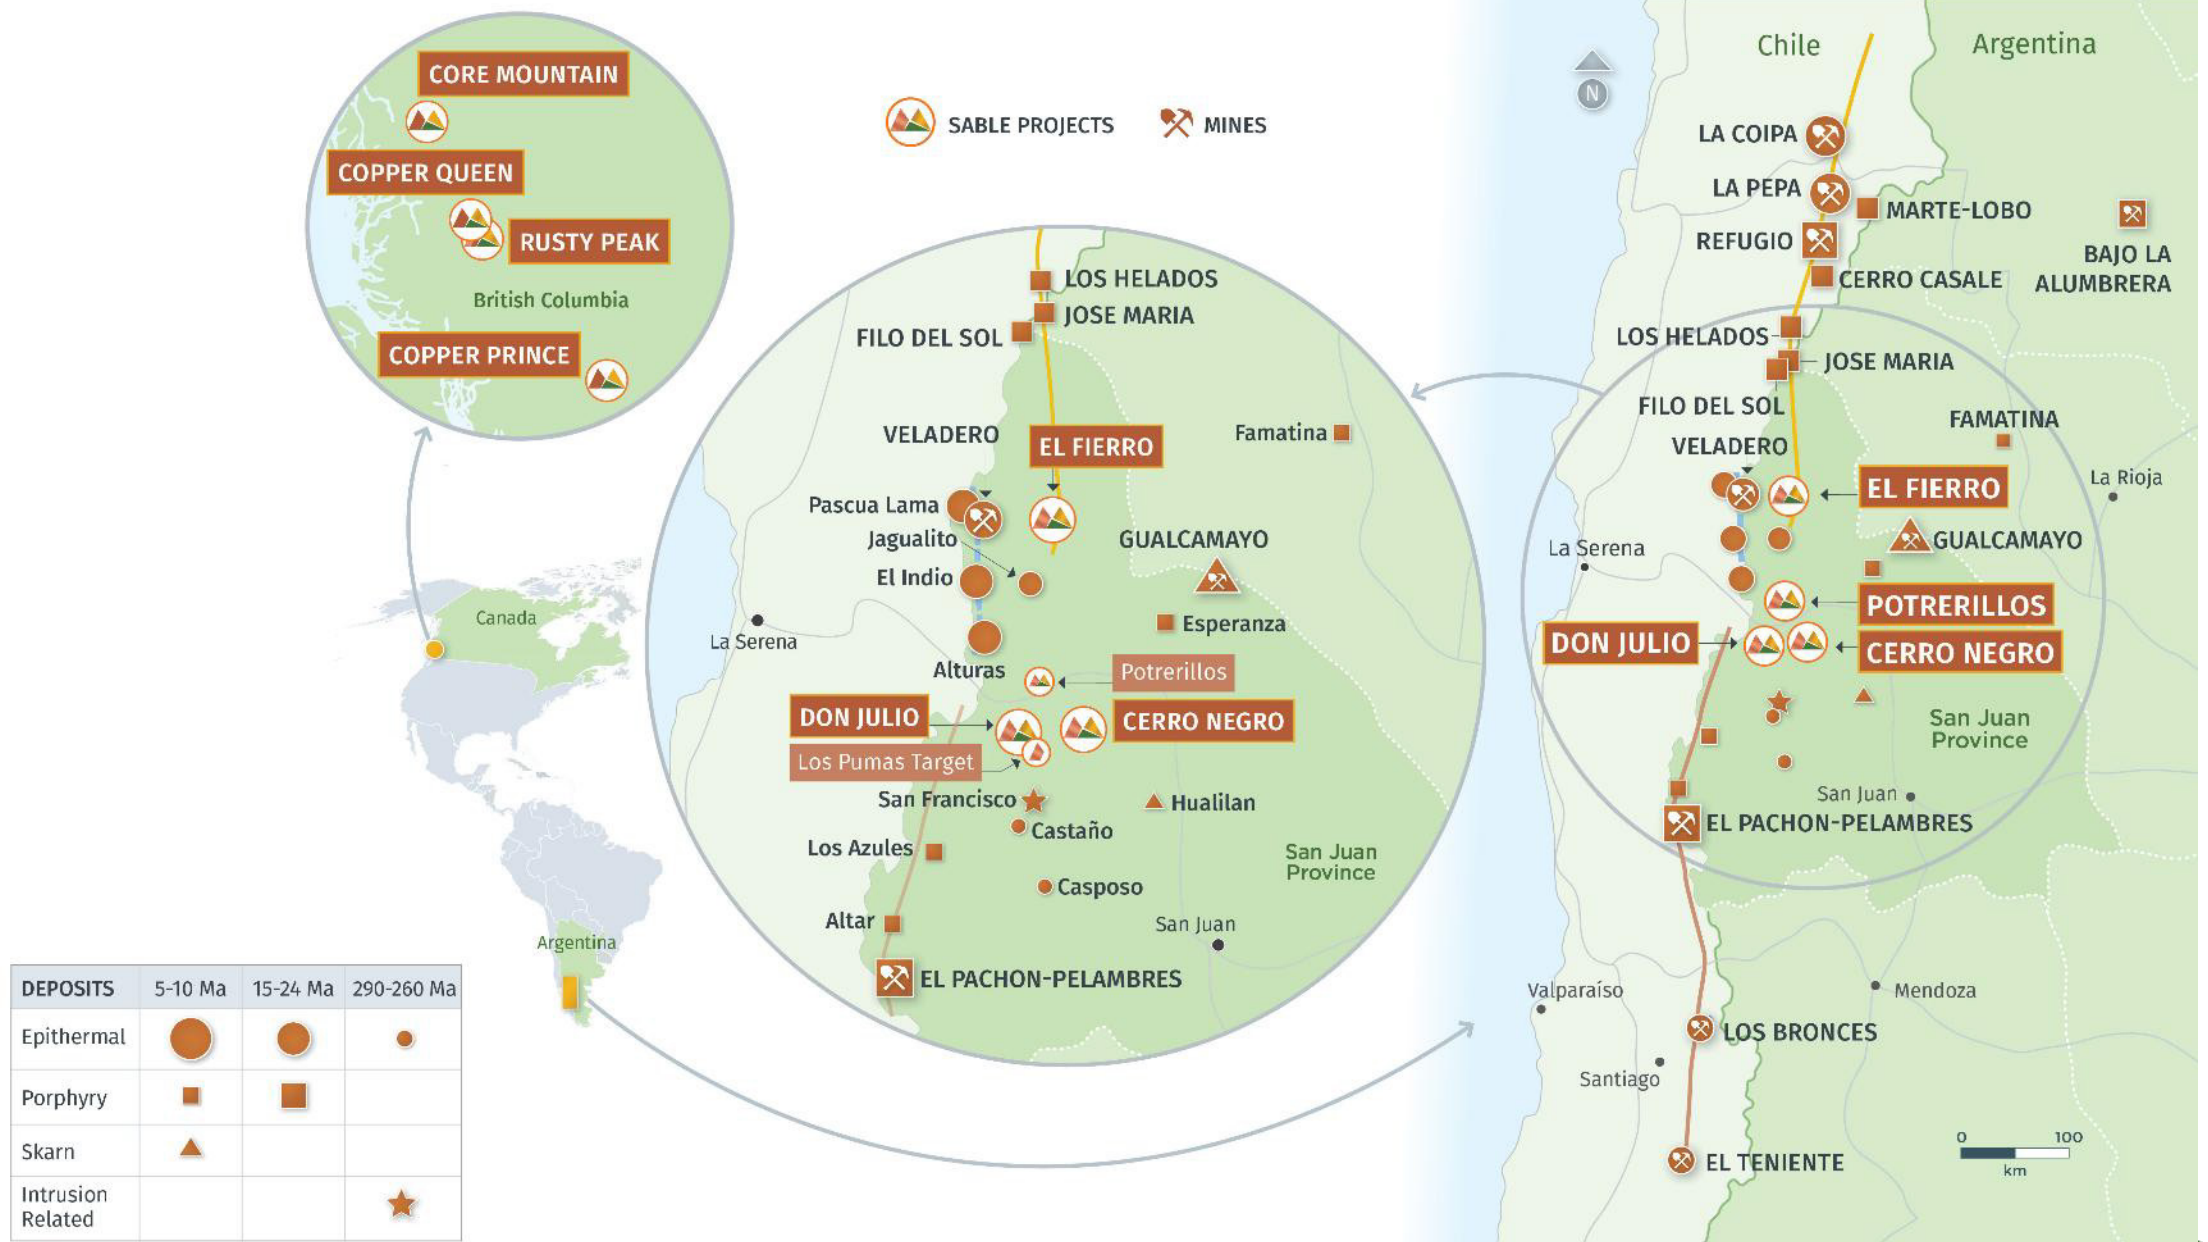 CORE MOUNTAIN
COPPER QUEEN
RUSTY PEAK
British Columbia
COPPER PRINCE
SABLE PROJECTS
MINES
LOS HELADOS
JOSE MARIA
FILO DEL SOL
VELADERO
EL FIERRO
Famatina
Pascua Lama
Jagualito
GUALCAMAYO
El Indio
Esperanza
La Serena
Alturas
Potrerillos
DON JULIO
CERRO NEGRO
Los Pumas Target
San Francisco
Hualilan
Castaño
Los Azules
San Juan
Province
Casposo
Altar
San Juan
EL PACHON-PELAMBRES
Canada
Argentina
DEPOSITS
5-10 Ma
15-24 Ma
290-260 Ma
Epithermal
Porphyry
Skarn
Intrusion
Related
Chile
Argentina
N
LA COIPA
LA PEPA
MARTE-LOBO
REFUGIO
BAJO LA
ALUMBRERA
CERRO CASALE
LOS HELADOS
JOSE MARIA
FILO DEL SOL
FAMATINA
VELADERO
La Rioja
EL FIERRO
La Serena
GUALCAMAYO
POTRERILLOS
DON JULIO
CERRO NEGRO
San Juan
Province
San Juan
EL PACHON-PELAMBRES
Valparaíso
Mendoza
LOS BRONCES
Santiago
0
100
km
EL TENIENTE